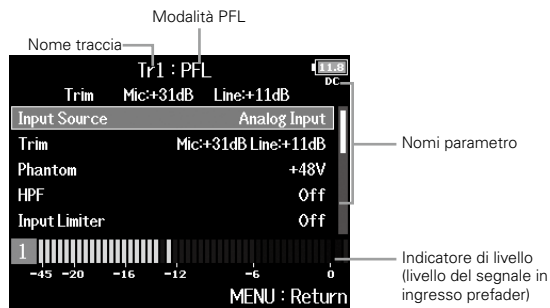 Modalità PFL
Nome traccia
Tr1 : PFL
11.8
DC
Trim Mic:+31dB Line:+11dB
Input Source Analog Input
Trim Mic:+31dB Line:+11dB
Nomi parametro
Phantom +48V
HPF Off
Input Limiter Off
1
-45 -20 -16 -12 -6 0
Indicatore di livello
(livello del segnale in
ingresso prefader)
MENU : Return